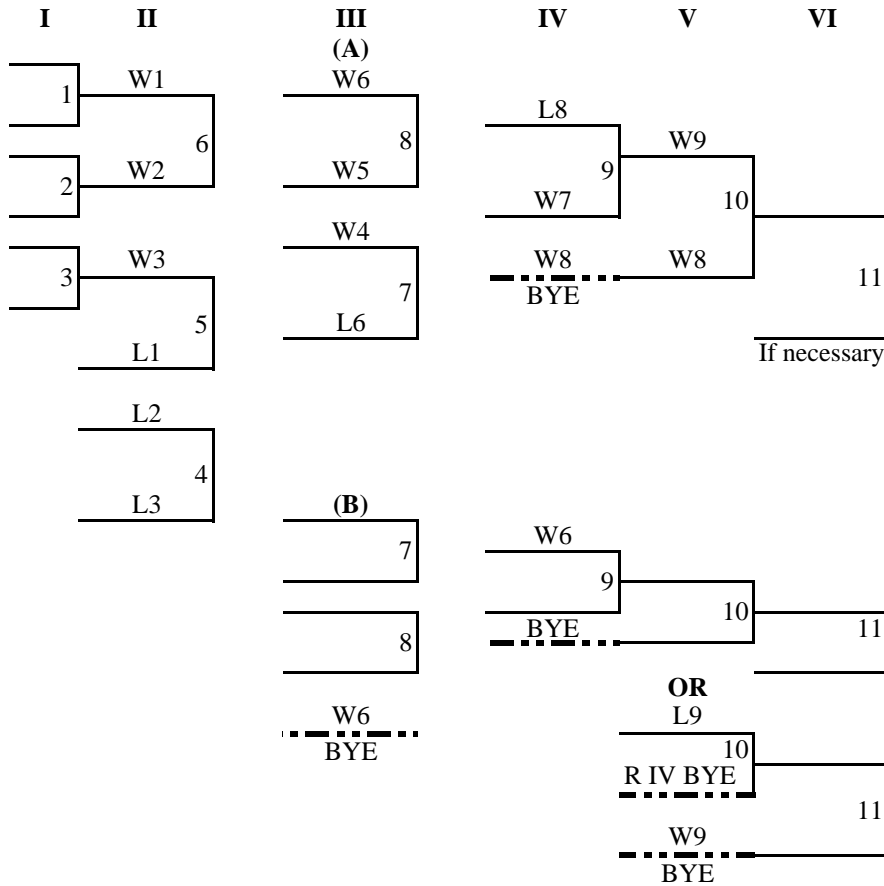 I II III IV V VI
(A)
W1 W6 L8
1 6 8 W9
W2 W5 W7 9 10
2
W3 W4 W8 W8
3 BYE 11
5 7
L1 L6 If necessary
L2
4
L3 (B)
7 W6
9
BYE 10 11
8
OR
W6 L9
BYE 10
R IV BYE
11
W9
BYE